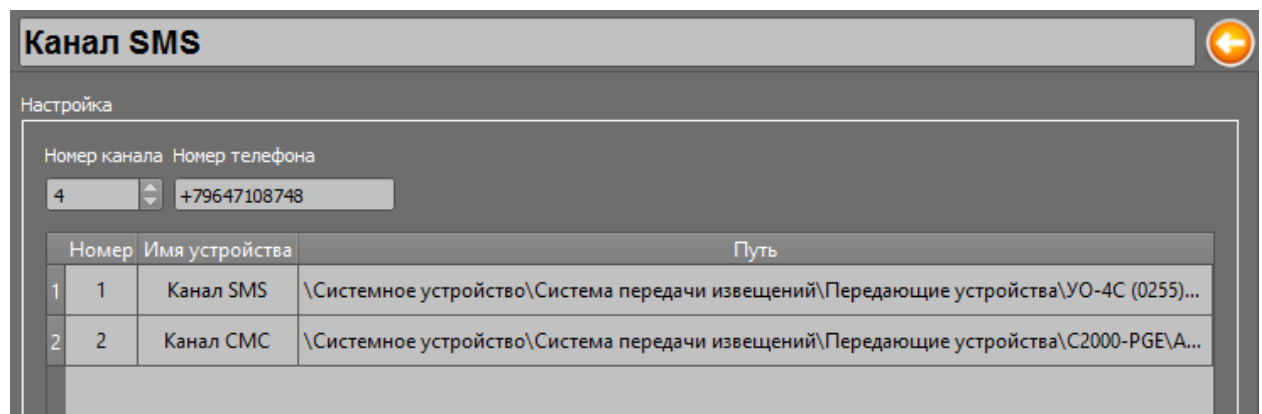 Канал SMS
Настройка
Номер канала Номер телефона
4 +79647108748
Номер Имя устройства Путь
1 1 Канал SMS \Системное устройство\Система передачи извещений\Передающие устройства\УО-4С (0255)...
2 2 Канал СМС \Системное устройство\Система передачи извещений\Передающие устройства\С2000-PGE\А...